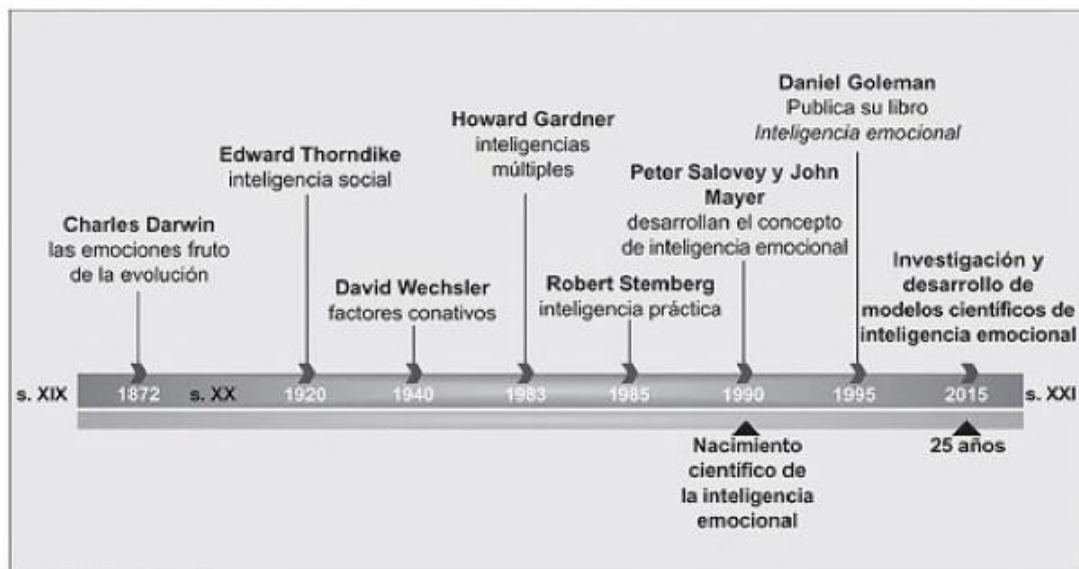 Daniel Goleman
Publica su libro
Inteligencia emocional
Howard Gardner
inteligencias
múltiples
Edward Thorndike
inteligencia social
Peter Salovey y John
Mayer
desarrollan el concepto
de inteligencia emocional
Charles Darwin
las emociones fruto
de la evolución
David Wechsler
factores conativos
Robert Stemberg
inteligencia práctica
Investigación y
desarrollo de
modelos científicos de
inteligencia emocional
s. XIX 1872 s. XX 1920 1940 1983 1985 1990 1995 2015 s. XXI
Nacimiento
científico de
la inteligencia
emocional
25 años